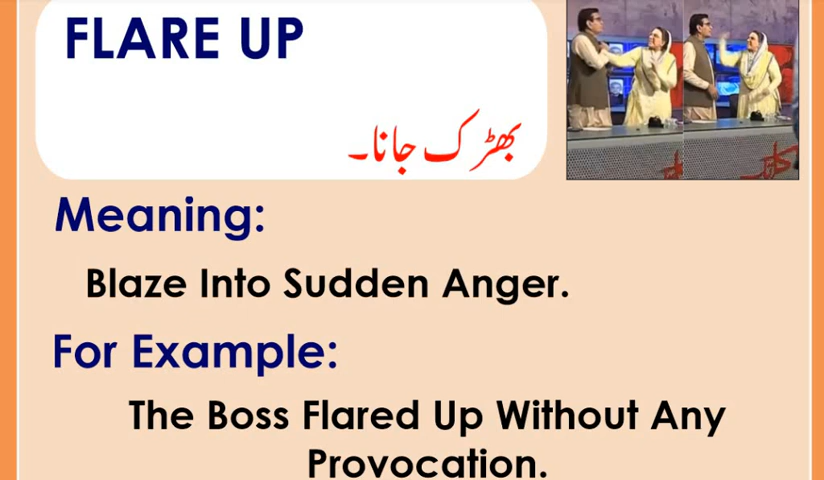 FLARE UP
بھڑک جانا۔
Meaning:
Blaze Into Sudden Anger.
For Example:
The Boss Flared Up Without Any
Provocation.